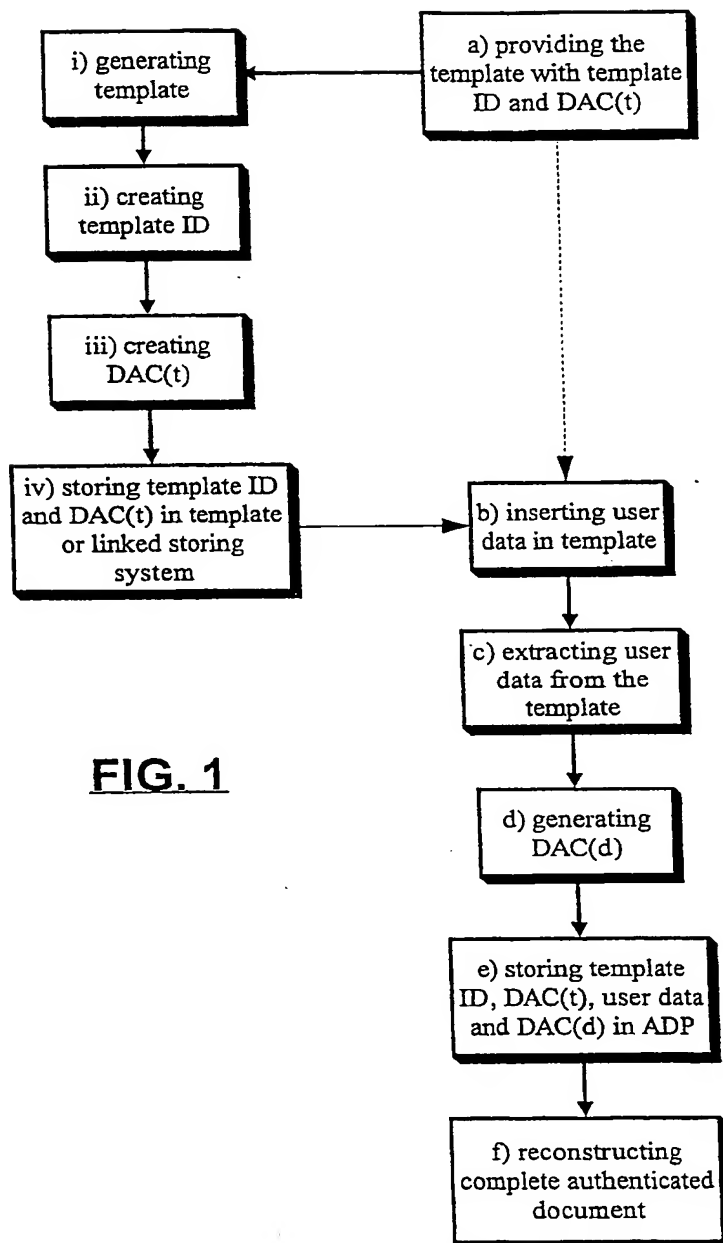 i) generating
template
a) providing the
template with template
ID and DAC(t)
ii) creating
template ID
iii) creating
DAC(t)
iv) storing template ID
and DAC(t) in template
or linked storing
system
b) inserting user
data in template
c) extracting user
data from the
template
FIG. 1
d) generating
DAC(d)
e) storing template
ID, DAC(t), user data
and DAC(d) in ADP
f) reconstructing
complete authenticated
document